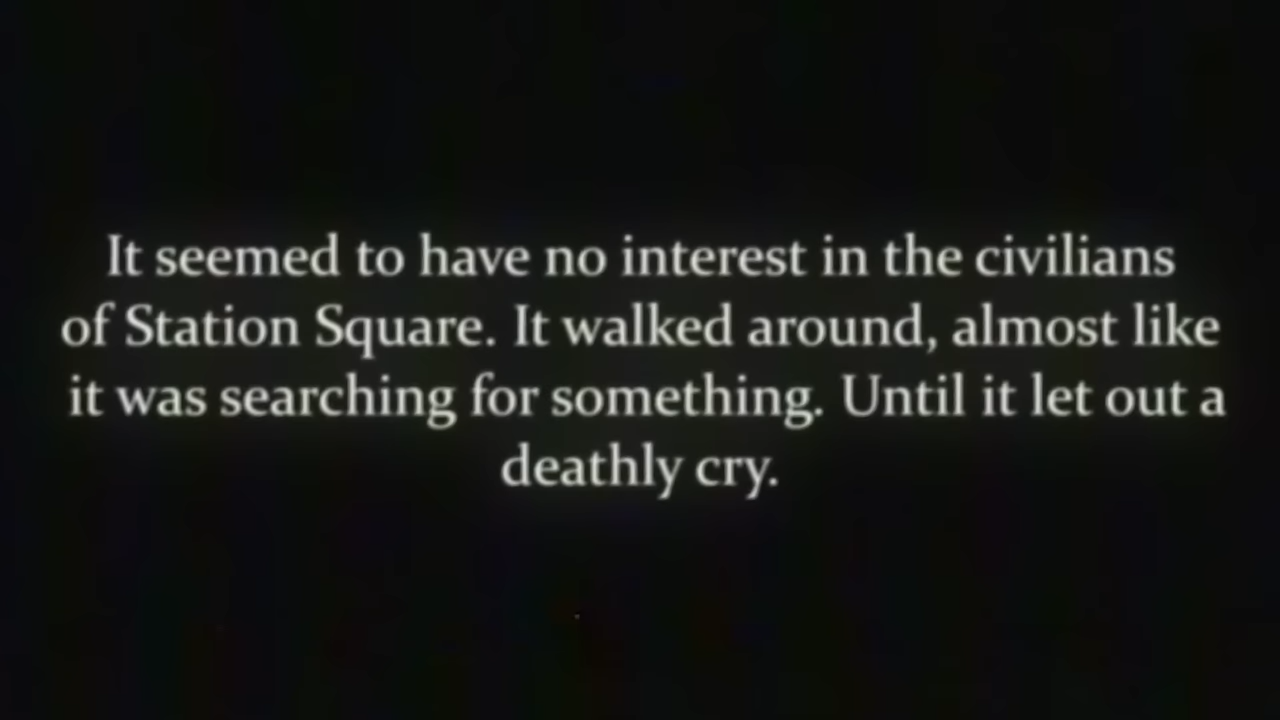 It seemed to have no interest in the civilians
of Station Square. It walked around, almost like
it was searching for something. Until it let out a
deathly cry.